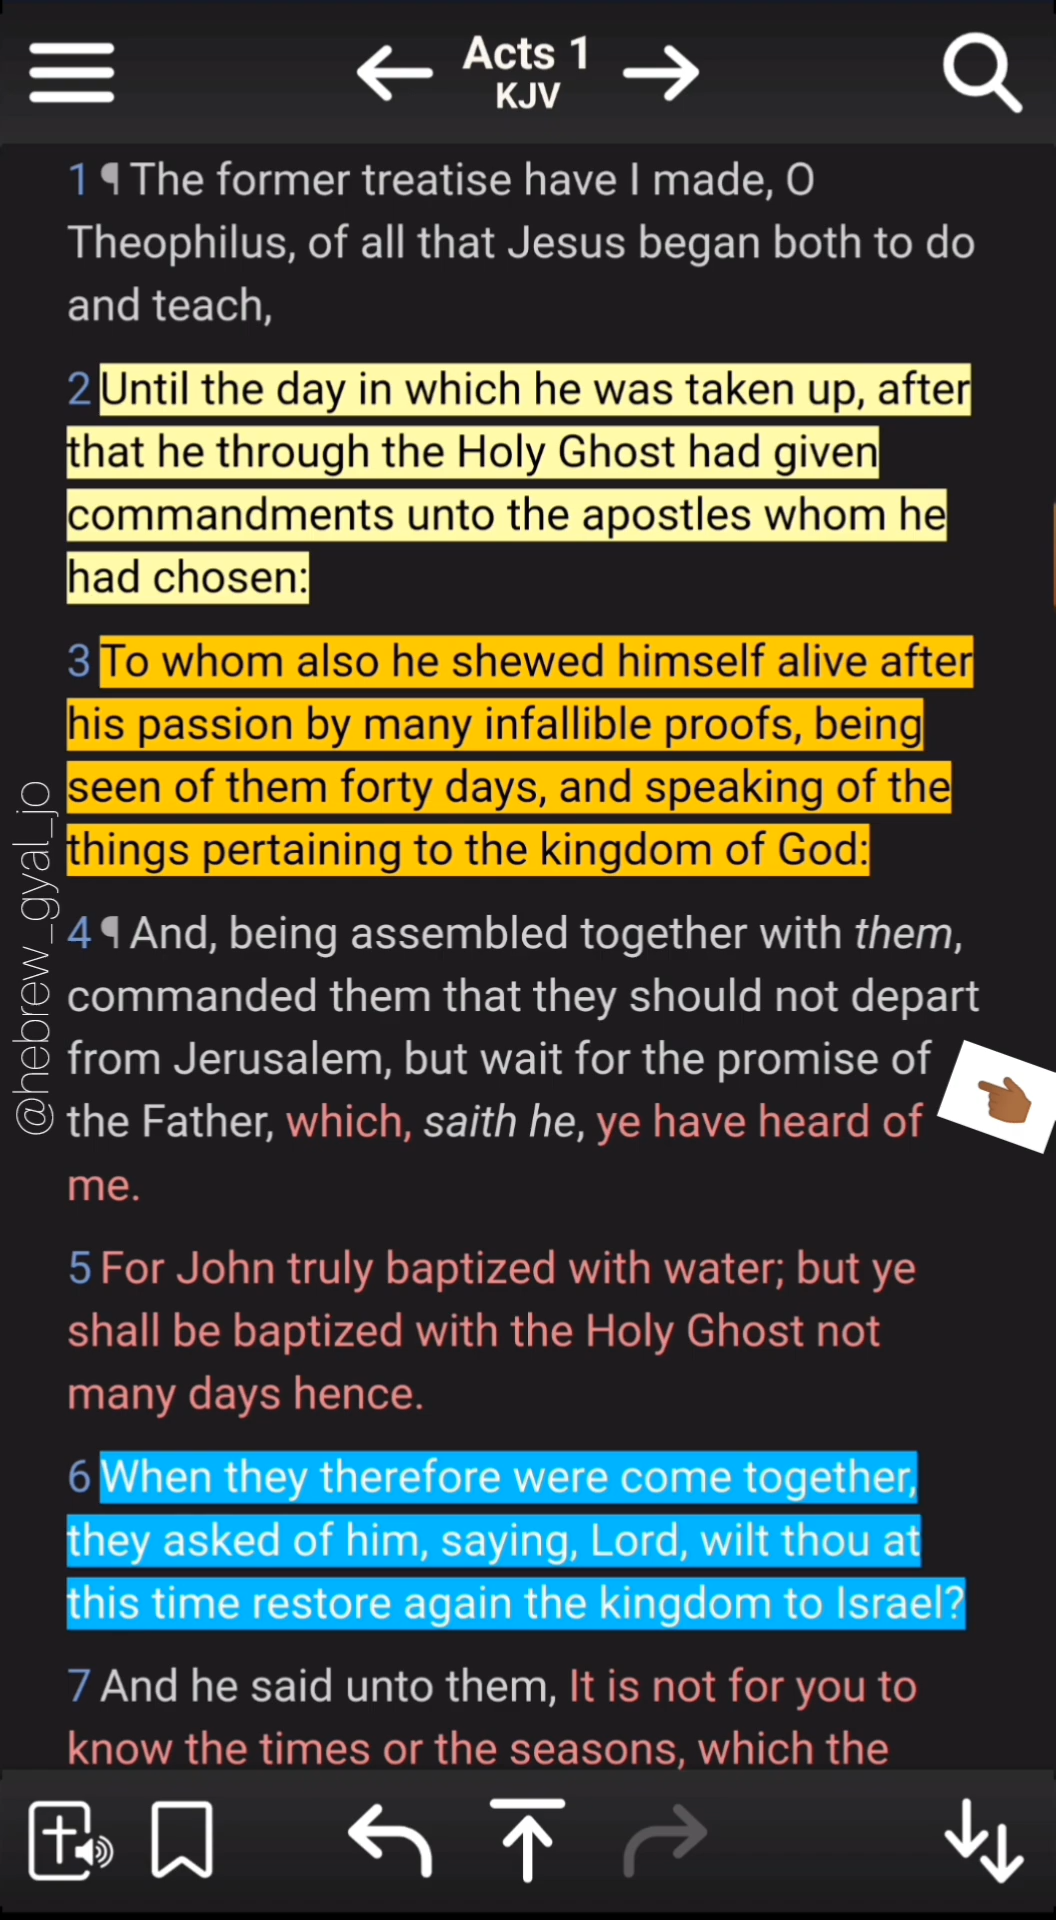 Acts 1
KJV
1 ¶ The former treatise have I made, O
Theophilus, of all that Jesus began both to do
and teach,
2 Until the day in which he was taken up, after
that he through the Holy Ghost had given
commandments unto the apostles whom he
had chosen:
3 To whom also he shewed himself alive after
his passion by many infallible proofs, being
seen of them forty days, and speaking of the
things pertaining to the kingdom of God:
4 ¶ And, being assembled together with them,
commanded them that they should not depart
from Jerusalem, but wait for the promise of
the Father, which, saith he, ye have heard of
me.
5 For John truly baptized with water; but ye
shall be baptized with the Holy Ghost not
many days hence.
6 When they therefore were come together,
they asked of him, saying, Lord, wilt thou at
this time restore again the kingdom to Israel?
7 And he said unto them, It is not for you to
know the times or the seasons, which the
@hebrew_gyal_jo